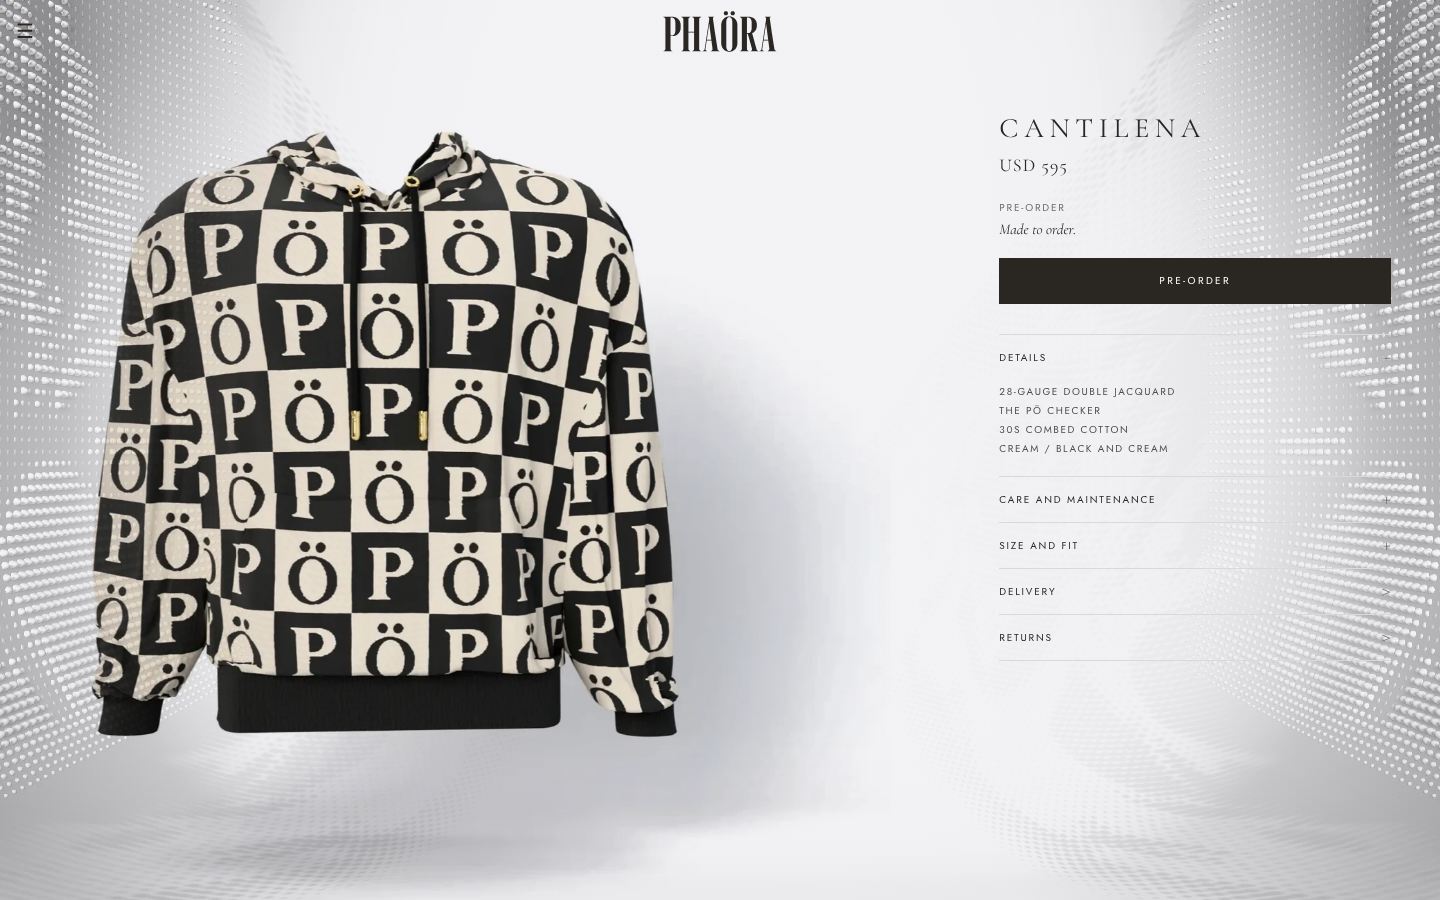 PHAÖRA
CANTILENA
USD 595
PRE-ORDER
Made to order.
PRE-ORDER
DETAILS
28-GAUGE DOUBLE JACQUARD
THE PÖ CHECKER
30S COMBED COTTON
CREAM / BLACK AND CREAM
CARE AND MAINTENANCE
SIZE AND FIT
DELIVERY
RETURNS
Ö Ö Ö
P Ö P Ö P Ö
P Ö P Ö P Ö P
P P Ö P Ö P P
Ö P Ö P Ö P Ö Ö
P Ö P Ö P Ö P
Ö P Ö P Ö P P Ö